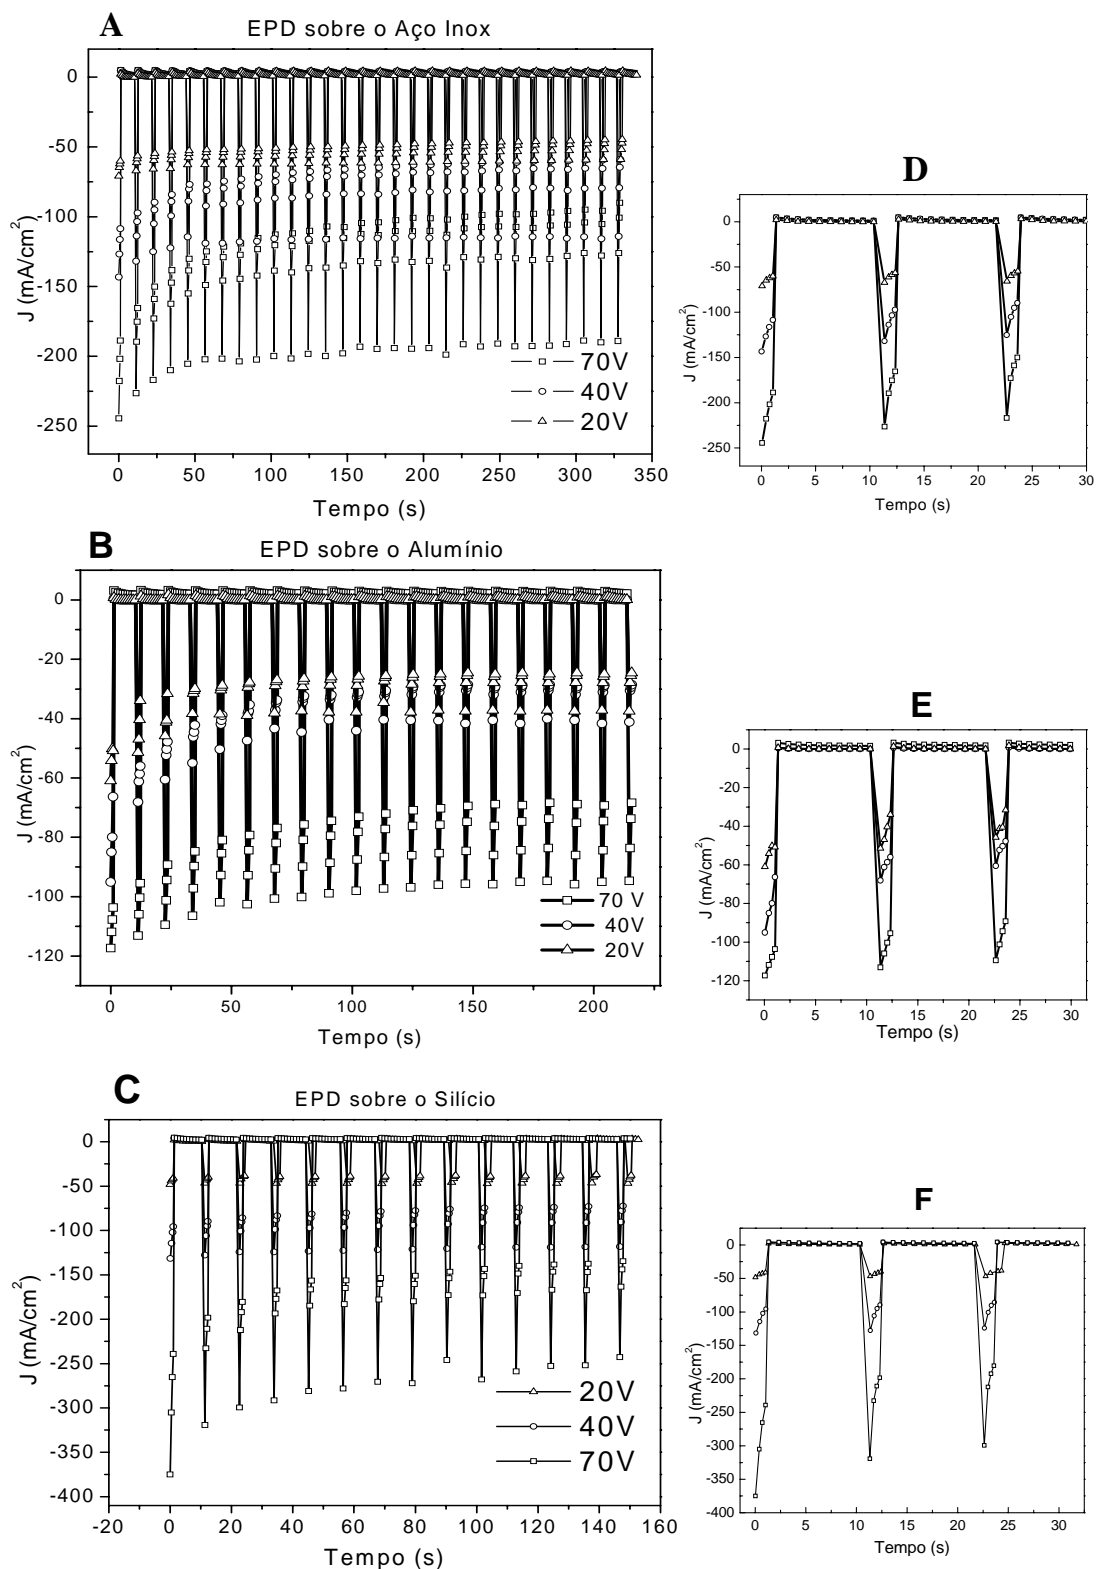 A
EPD sobre o Aço Inox
0
-50
-100
-150
-200
-250
J (mA/cm²)
70V
40V
20V
0 50 100 150 200 250 300 350
Tempo (s)
D
0
-50
-100
-150
-200
-250
J (mA/cm²)
0 5 10 15 20 25 30
Tempo (s)
B
EPD sobre o Alumínio
0
-20
-40
-60
-80
-100
-120
J (mA/cm²)
70 V
40V
20V
0 50 100 150 200
Tempo (s)
E
0
-20
-40
-60
-80
-100
-120
J (mA/cm²)
0 5 10 15 20 25 30
Tempo (s)
C
EPD sobre o Silício
0
-50
-100
-150
-200
-250
-300
-350
-400
J (mA/cm²)
20V
40V
70V
-20 0 20 40 60 80 100 120 140 160
Tempo (s)
F
0
-50
-100
-150
-200
-250
-300
-350
-400
J (mA/cm²)
0 5 10 15 20 25 30
Tempo (s)